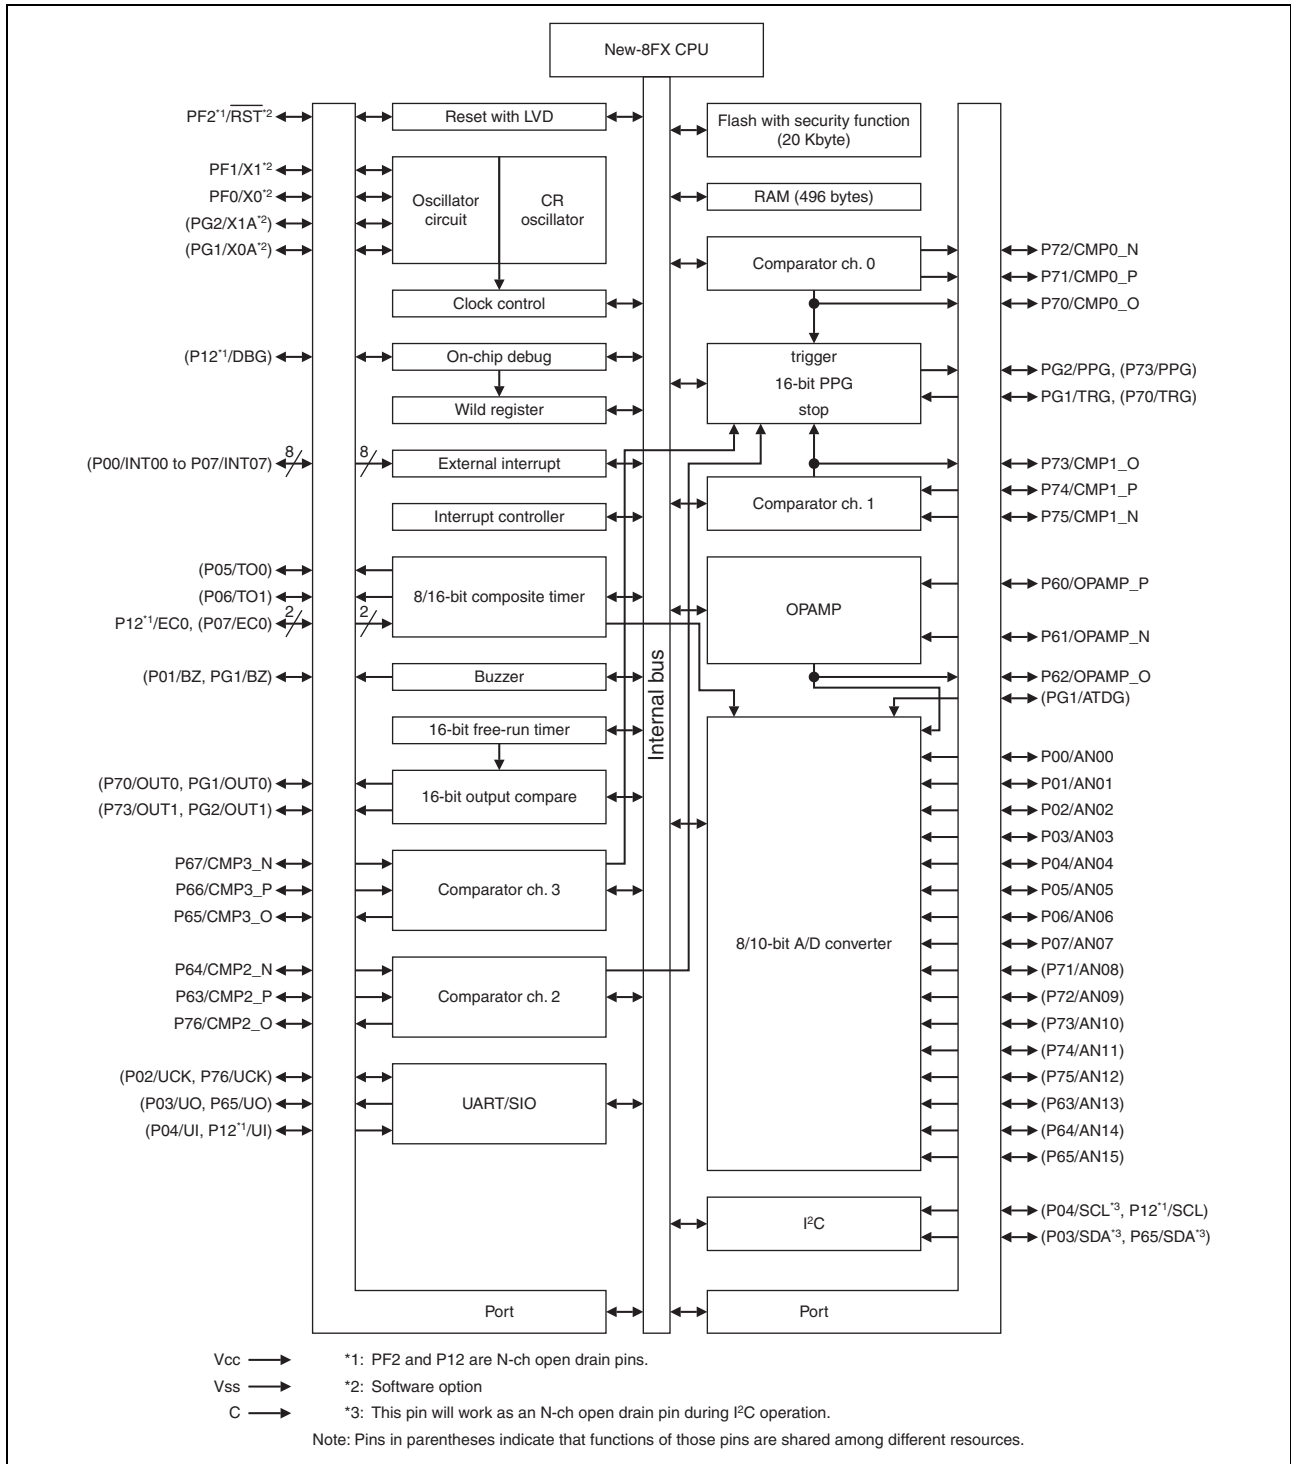 New-8FX CPU
PF2*1/RST*2
PF1/X1*2
PF0/X0*2
(PG2/X1A*2)
(PG1/X0A*2)
(P12*1/DBG)
(P00/INT00 to P07/INT07)
8
8
(P05/TO0)
(P06/TO1)
P12*1/EC0, (P07/EC0)
2
2
(P01/BZ, PG1/BZ)
(P70/OUT0, PG1/OUT0)
(P73/OUT1, PG2/OUT1)
P67/CMP3_N
P66/CMP3_P
P65/CMP3_O
P64/CMP2_N
P63/CMP2_P
P76/CMP2_O
(P02/UCK, P76/UCK)
(P03/UO, P65/UO)
(P04/UI, P12*1/UI)
Reset with LVD
Oscillator
circuit
CR
oscillator
Clock control
On-chip debug
Wild register
External interrupt
Interrupt controller
8/16-bit composite timer
Buzzer
16-bit free-run timer
16-bit output compare
Comparator ch. 3
Comparator ch. 2
UART/SIO
Port
Internal bus
Flash with security function
(20 Kbyte)
RAM (496 bytes)
Comparator ch. 0
trigger
16-bit PPG
stop
Comparator ch. 1
OPAMP
8/10-bit A/D converter
I2C
Port
P72/CMP0_N
P71/CMP0_P
P70/CMP0_O
PG2/PPG, (P73/PPG)
PG1/TRG, (P70/TRG)
P73/CMP1_O
P74/CMP1_P
P75/CMP1_N
P60/OPAMP_P
P61/OPAMP_N
P62/OPAMP_O
(PG1/ATDG)
P00/AN00
P01/AN01
P02/AN02
P03/AN03
P04/AN04
P05/AN05
P06/AN06
P07/AN07
(P71/AN08)
(P72/AN09)
(P73/AN10)
(P74/AN11)
(P75/AN12)
(P63/AN13)
(P64/AN14)
(P65/AN15)
(P04/SCL*3, P12*1/SCL)
(P03/SDA*3, P65/SDA*3)
Vcc
*1: PF2 and P12 are N-ch open drain pins.
Vss
*2: Software option
C
*3: This pin will work as an N-ch open drain pin during I2C operation.
Note: Pins in parentheses indicate that functions of those pins are shared among different resources.